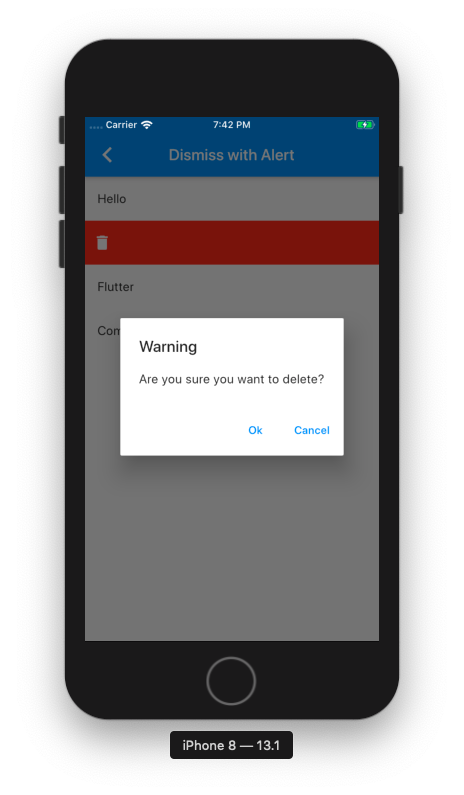 Carrier 7:42 PM
Dismiss with Alert
Hello
Flutter
Com
Warning
Are you sure you want to delete?
Ok Cancel
iPhone 8 — 13.1